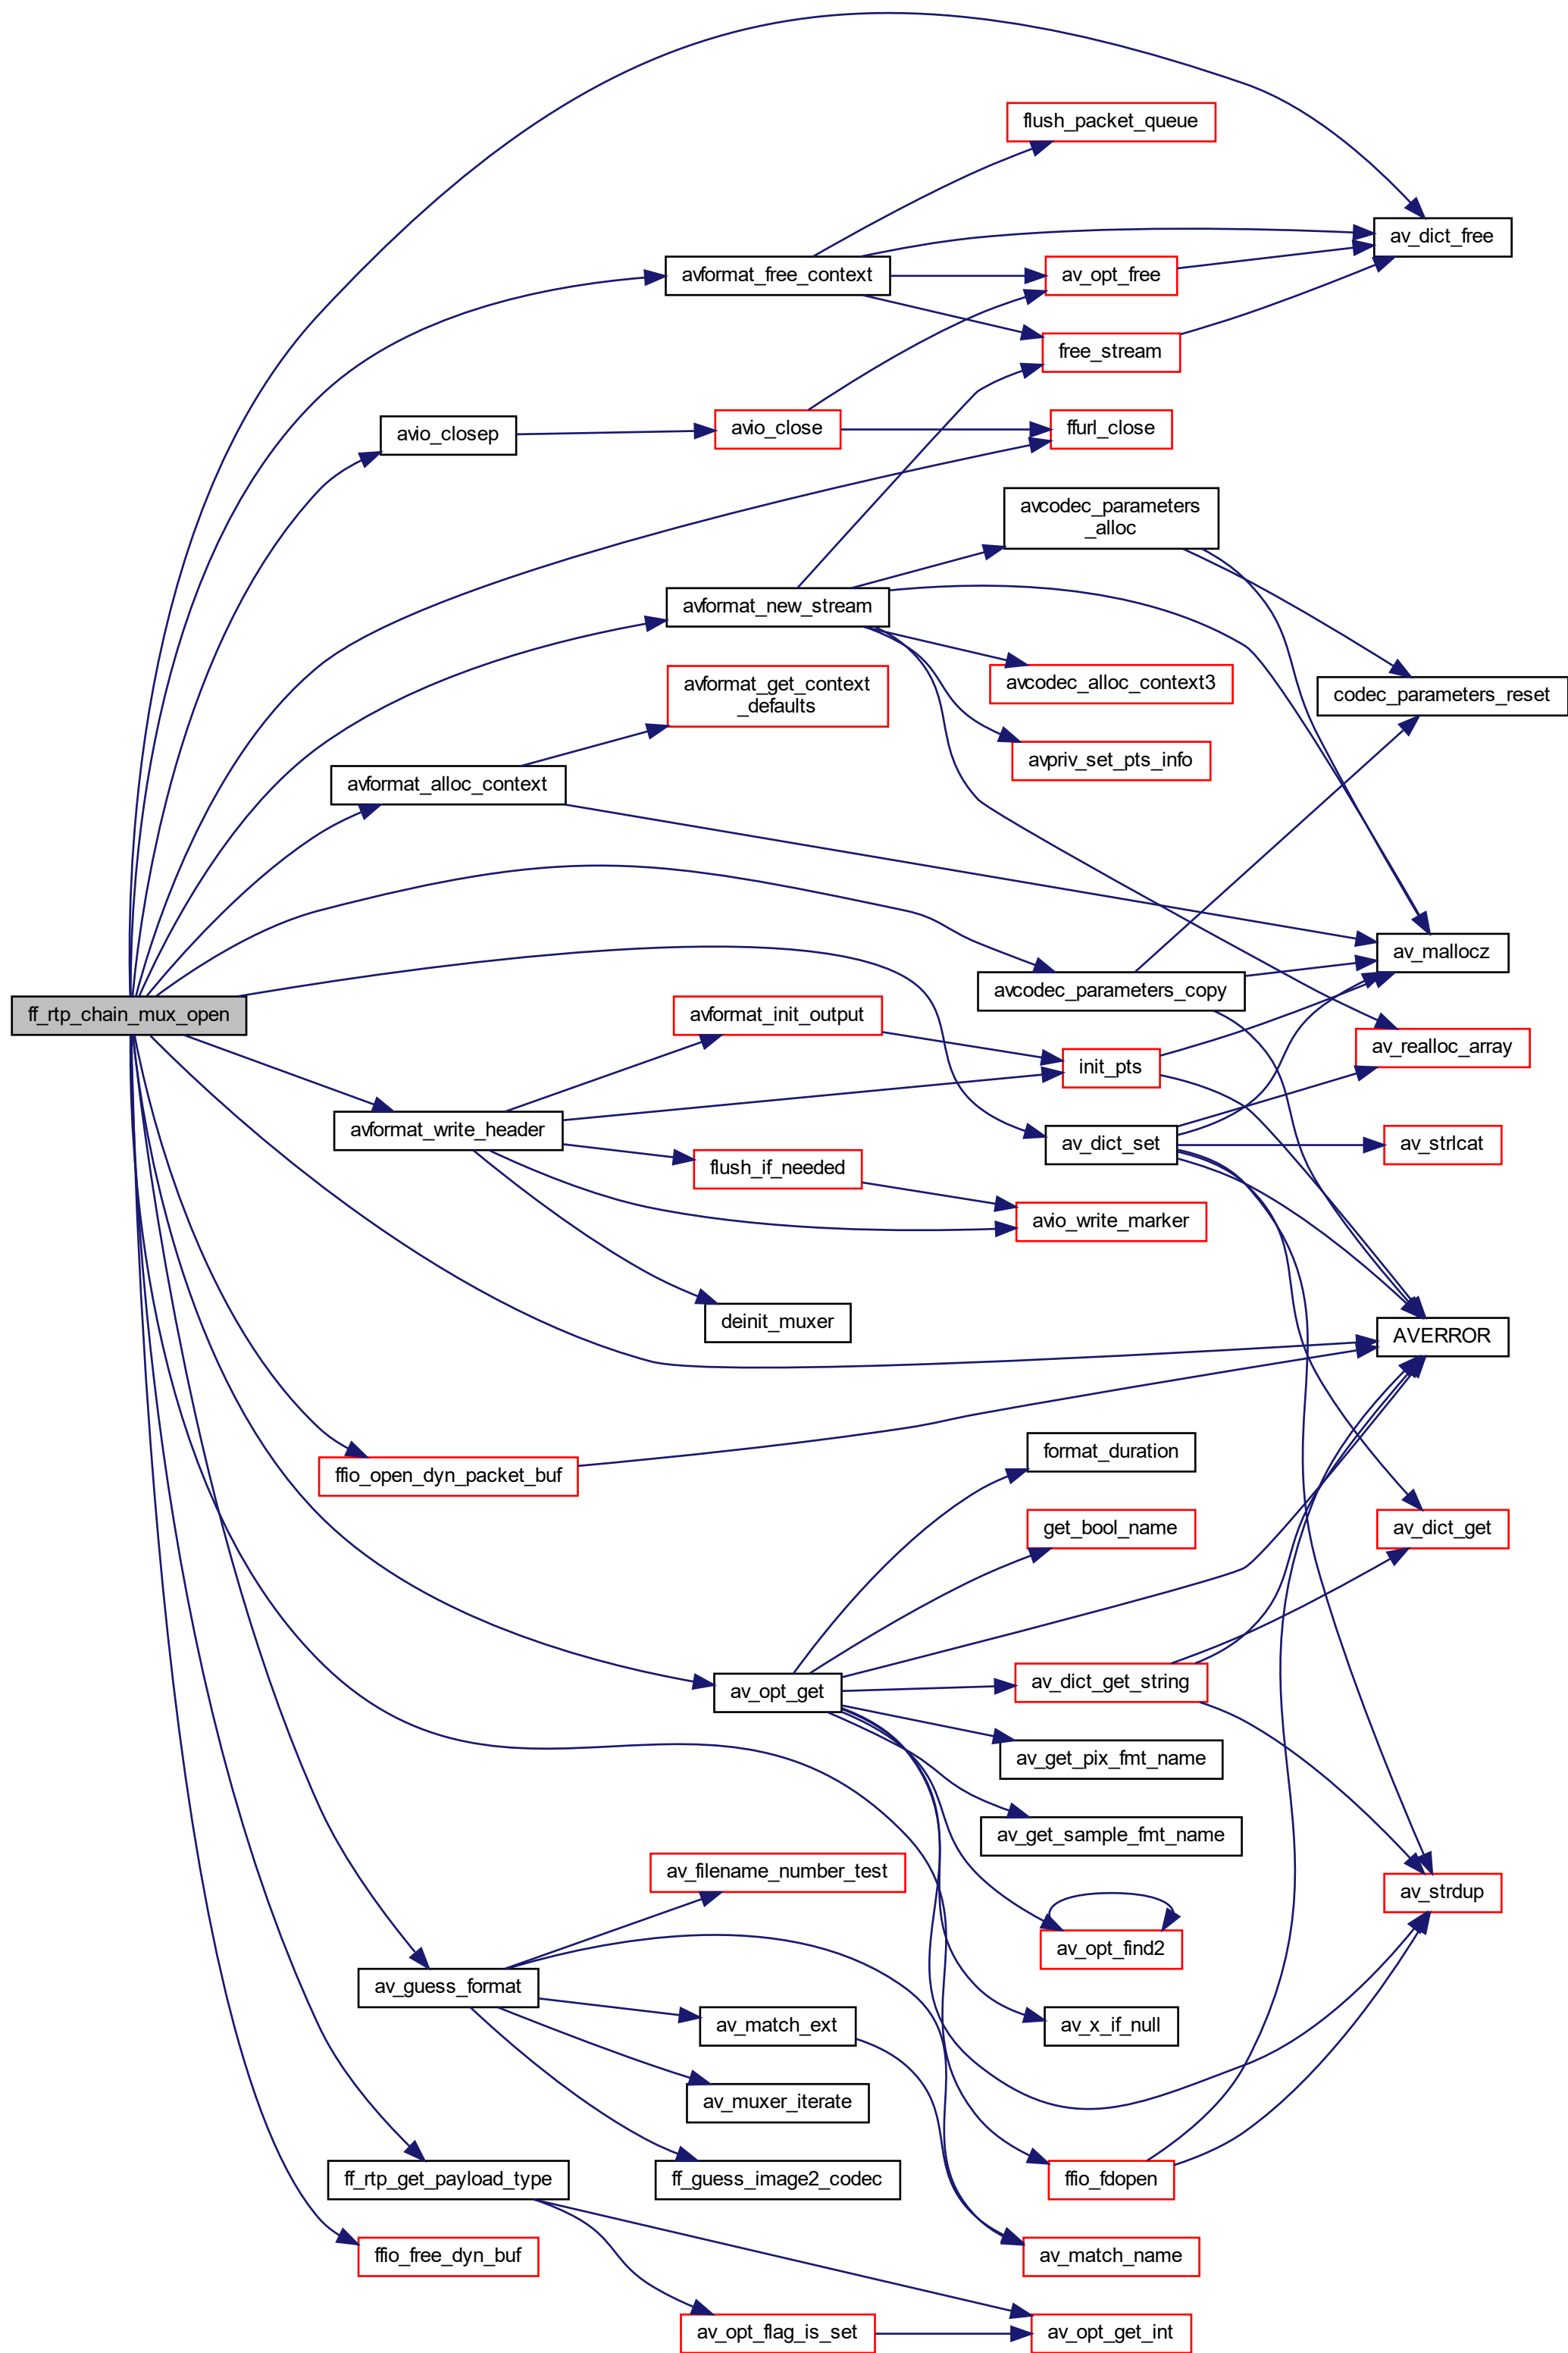 flush_packet_queue
av_dict_free
avformat_free_context
av_opt_free
free_stream
avio_closep
avio_close
ffurl_close
avcodec_parameters
_alloc
avformat_new_stream
avformat_get_context
_defaults
avcodec_alloc_context3
codec_parameters_reset
avpriv_set_pts_info
avformat_alloc_context
av_mallocz
avcodec_parameters_copy
ff_rtp_chain_mux_open
avformat_init_output
av_realloc_array
init_pts
avformat_write_header
av_dict_set
av_strlcat
flush_if_needed
avio_write_marker
deinit_muxer
AVERROR
format_duration
ffio_open_dyn_packet_buf
get_bool_name
av_dict_get
av_dict_get_string
av_opt_get
av_get_pix_fmt_name
av_get_sample_fmt_name
av_filename_number_test
av_strdup
av_opt_find2
av_guess_format
av_match_ext
av_x_if_null
av_muxer_iterate
ff_rtp_get_payload_type
ff_guess_image2_codec
ffio_fdopen
ffio_free_dyn_buf
av_match_name
av_opt_flag_is_set
av_opt_get_int